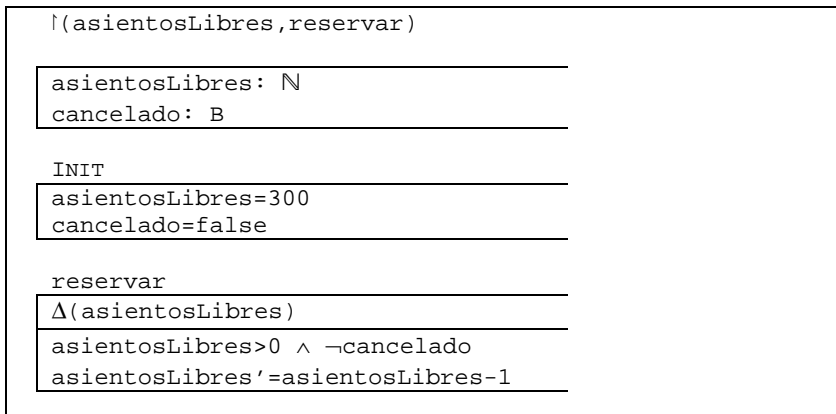 ↾(asientosLibres,reservar)
asientosLibres: ℕ
cancelado: B
INIT
asientosLibres=300
cancelado=false
reservar
Δ(asientosLibres)
asientosLibres>0 ∧ ¬cancelado
asientosLibres’=asientosLibres-1